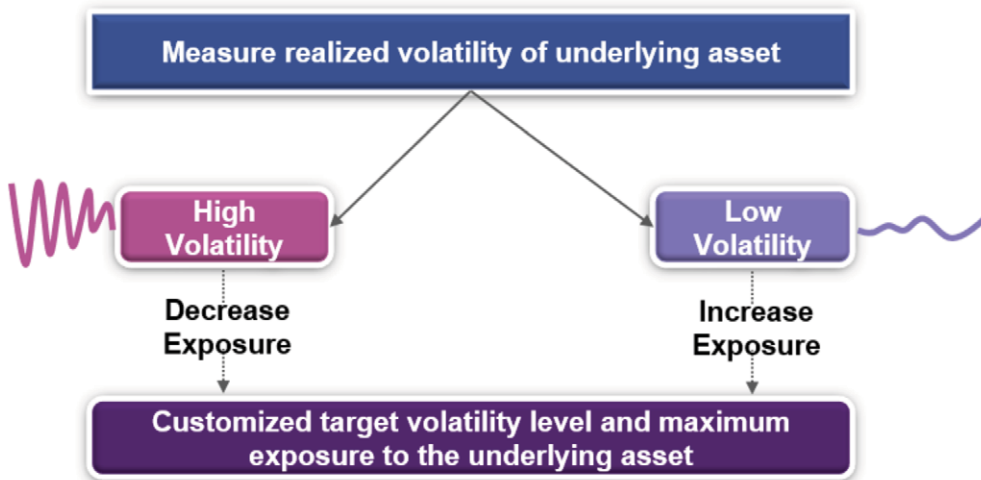 Measure realized volatility of underlying asset
High
Volatility
Low
Volatility
Decrease
Exposure
Increase
Exposure
Customized target volatility level and maximum
exposure to the underlying asset